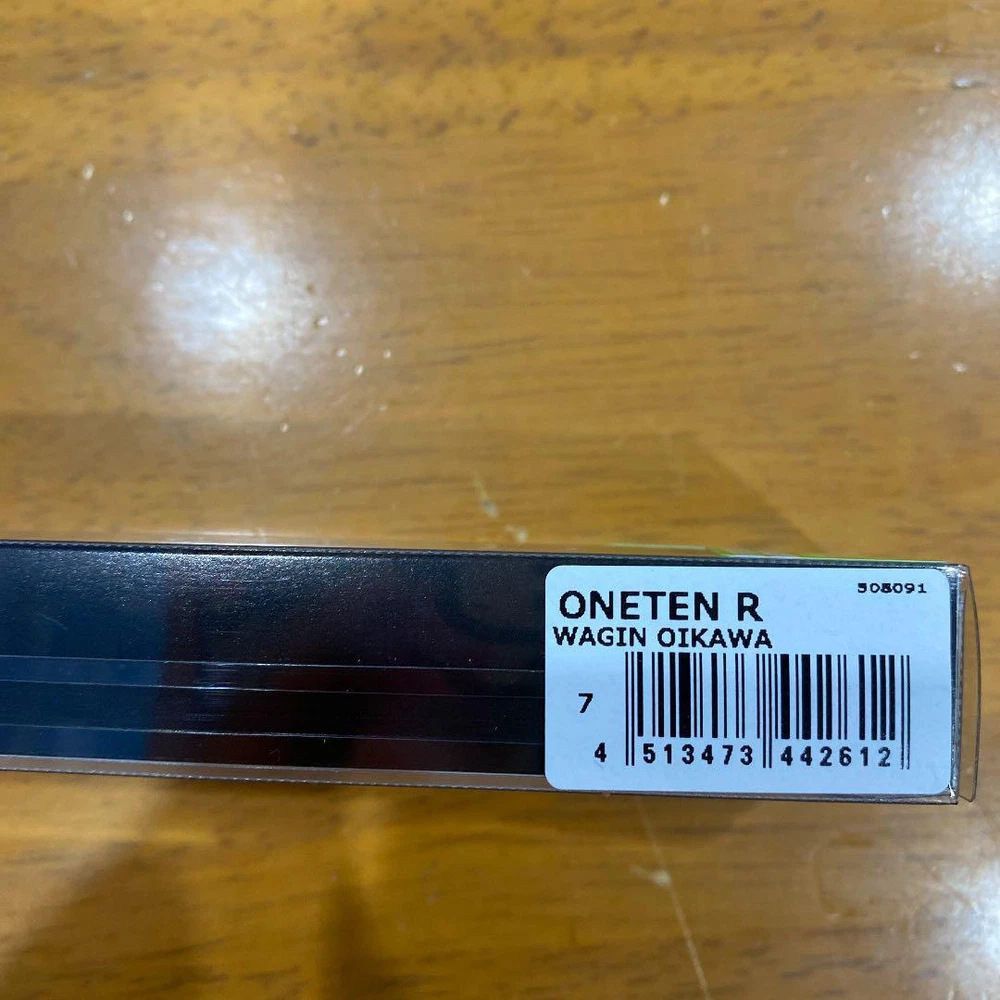 ONETEN R
508091
WAGIN OIKAWA
7
4 513473 442612